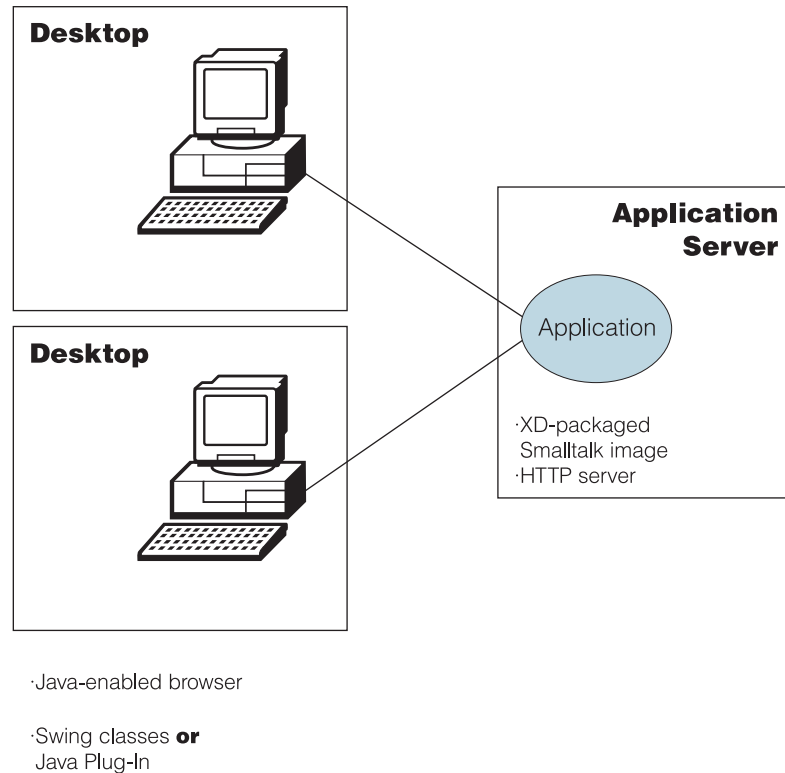 Desktop
Desktop
Application
Server
Application
·XD-packaged
Smalltalk image
·HTTP server
·Java-enabled browser
·Swing classes or
Java Plug-In